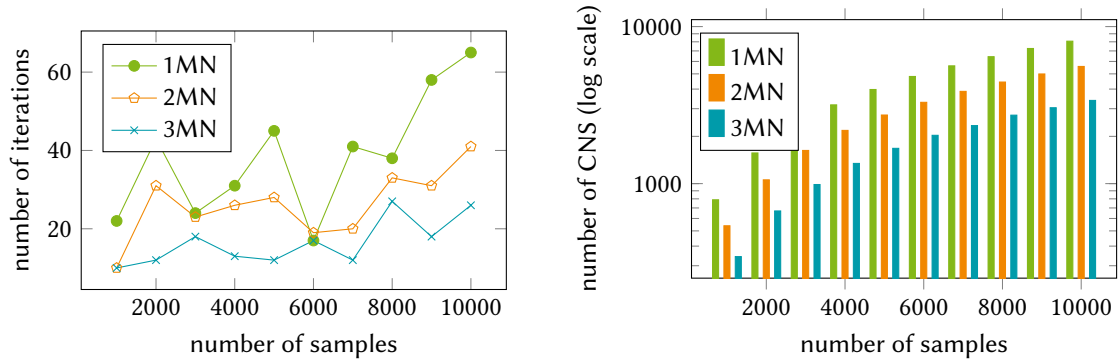 number of iterations
60
40
20
1MN
2MN
3MN
2000 4000 6000 8000 10000
number of samples
number of CNS (log scale)
10000
1000
1MN
2MN
3MN
2000 4000 6000 8000 10000
number of samples